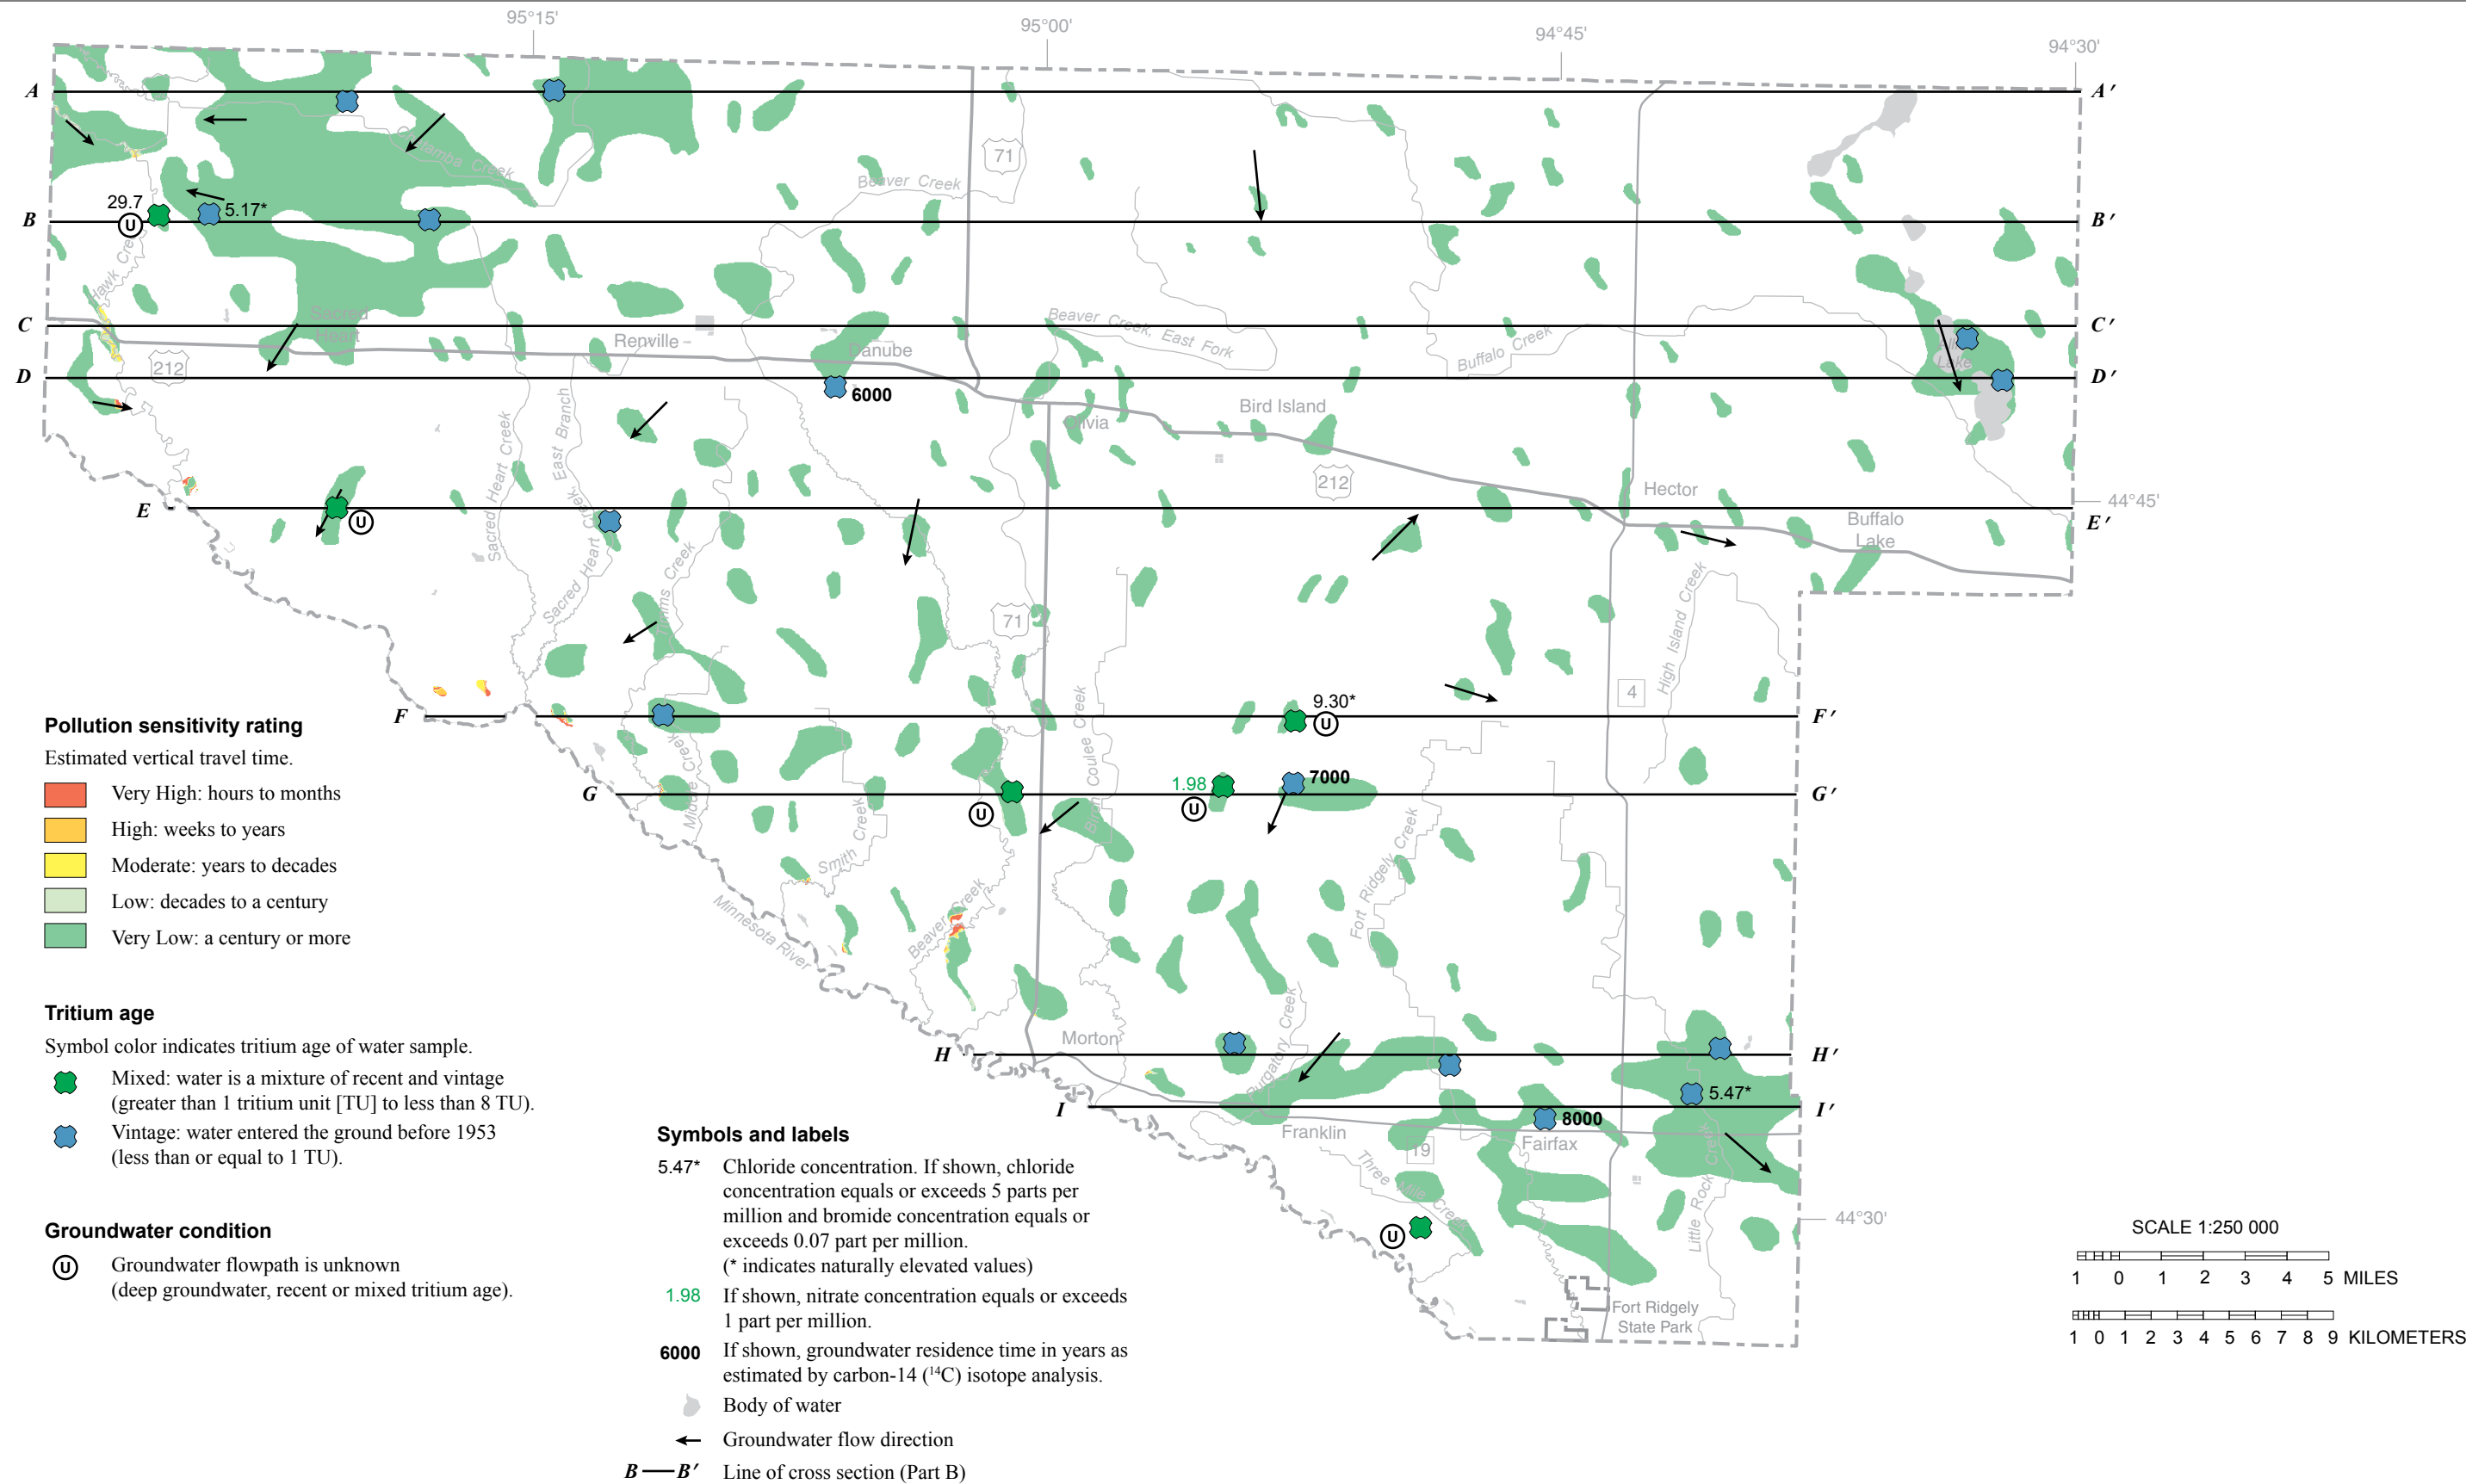 95°15'
95°00'
94°45'
94°30'
A
A′
71
Chetamba Creek
Beaver Creek
29.7
5.17*
U
B
B′
Hawk Creek
Sacred
Heart
C
C′
Renville
Danube
Beaver Creek, East Fork
Buffalo Creek
Lake
212
D
D′
6000
Olivia
Bird Island
212
Sacred Heart Creek
Sacred Heart Creek, East Branch
E
E′
U
Hector
Buffalo
Lake
44°45'
Timms Creek
71
High Island Creek
4
F
F′
9.30*
U
Middle Creek
Birch Coulee Creek
G
G′
U
1.98
U
7000
Smith Creek
Fort Ridgely Creek
Beaver Creek
Minnesota River
Morton
H
H′
Purgatory Creek
I
I′
5.47*
8000
Franklin
19
Fairfax
Three Mile Creek
Little Rock Creek
U
44°30'
Fort Ridgely
State Park
Pollution sensitivity rating
Estimated vertical travel time.
Very High: hours to months
High: weeks to years
Moderate: years to decades
Low: decades to a century
Very Low: a century or more
Tritium age
Symbol color indicates tritium age of water sample.
Mixed: water is a mixture of recent and vintage
(greater than 1 tritium unit [TU] to less than 8 TU).
Vintage: water entered the ground before 1953
(less than or equal to 1 TU).
Groundwater condition
U Groundwater flowpath is unknown
(deep groundwater, recent or mixed tritium age).
Symbols and labels
5.47* Chloride concentration. If shown, chloride
concentration equals or exceeds 5 parts per
million and bromide concentration equals or
exceeds 0.07 part per million.
(* indicates naturally elevated values)
1.98 If shown, nitrate concentration equals or exceeds
1 part per million.
6000 If shown, groundwater residence time in years as
estimated by carbon-14 (¹⁴C) isotope analysis.
Body of water
Groundwater flow direction
B — B′ Line of cross section (Part B)
SCALE 1:250 000
1 0 1 2 3 4 5 MILES
1 0 1 2 3 4 5 6 7 8 9 KILOMETERS